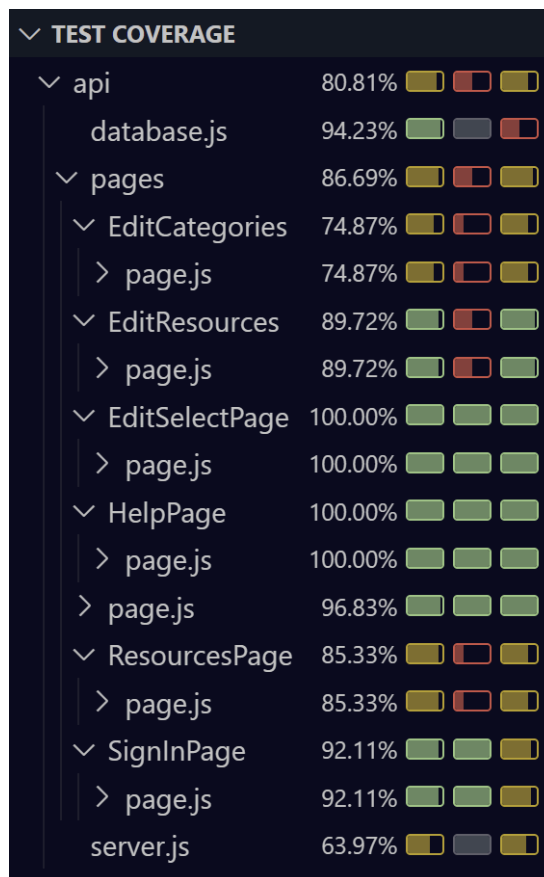 TEST COVERAGE
api 80.81%
database.js 94.23%
pages 86.69%
EditCategories 74.87%
page.js 74.87%
EditResources 89.72%
page.js 89.72%
EditSelectPage 100.00%
page.js 100.00%
HelpPage 100.00%
page.js 100.00%
page.js 96.83%
ResourcesPage 85.33%
page.js 85.33%
SignInPage 92.11%
page.js 92.11%
server.js 63.97%